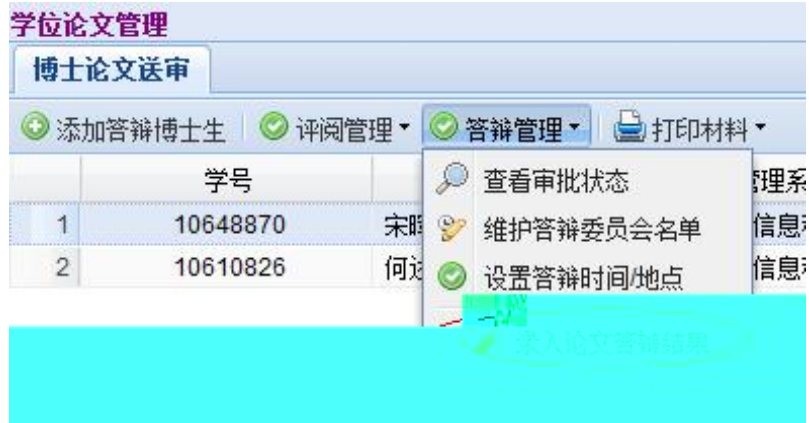 学位论文管理
博士论文送审
添加答辩博士生 评阅管理 答辩管理 打印材料
学号 管理系
查看审批状态
1 10648870 宋 信息
维护答辩委员会名单
2 10610826 何 信息
设置答辩时间/地点
录入论文答辩结果